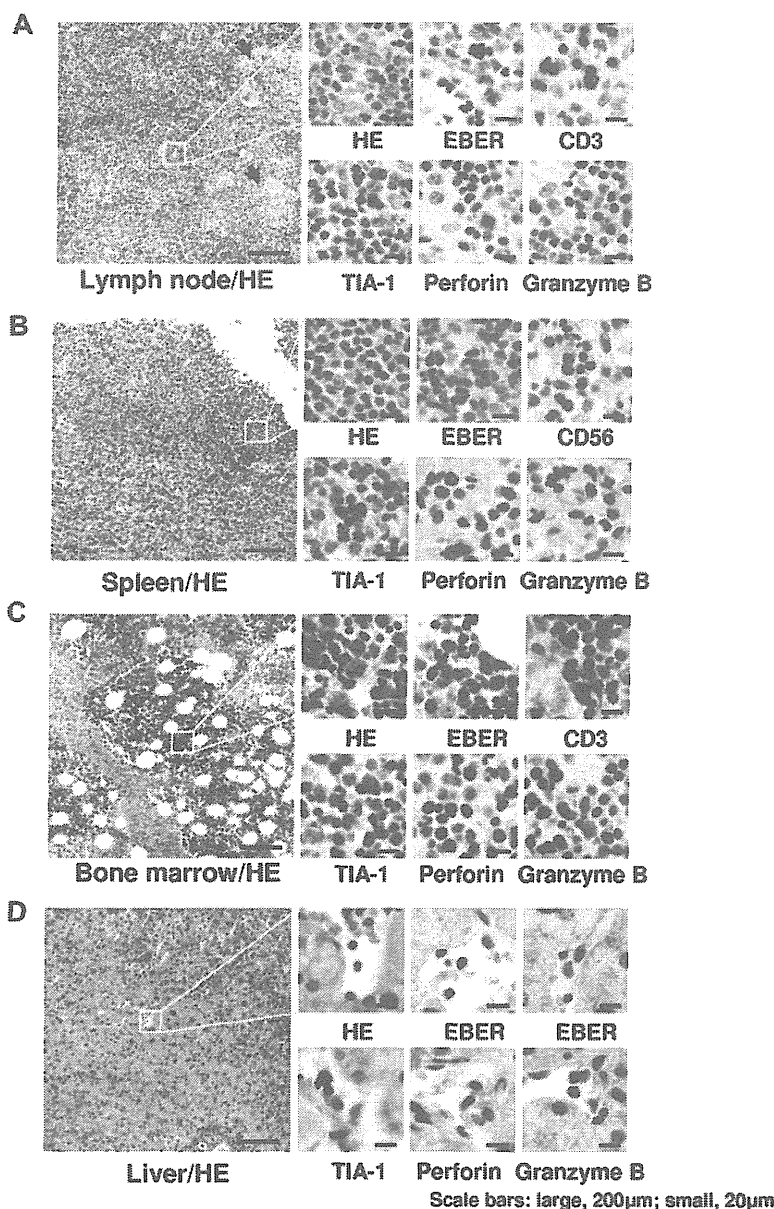 A
HE EBER CD3
Lymph node/HE TIA-1 Perforin Granzyme B
B
HE EBER CD56
TIA-1 Perforin Granzyme B
Spleen/HE
C
HE EBER CD3
Bone marrow/HE TIA-1 Perforin Granzyme B
D
HE EBER EBER
Liver/HE TIA-1 Perforin Granzyme B
Scale bars: large, 200µm; small, 20µm